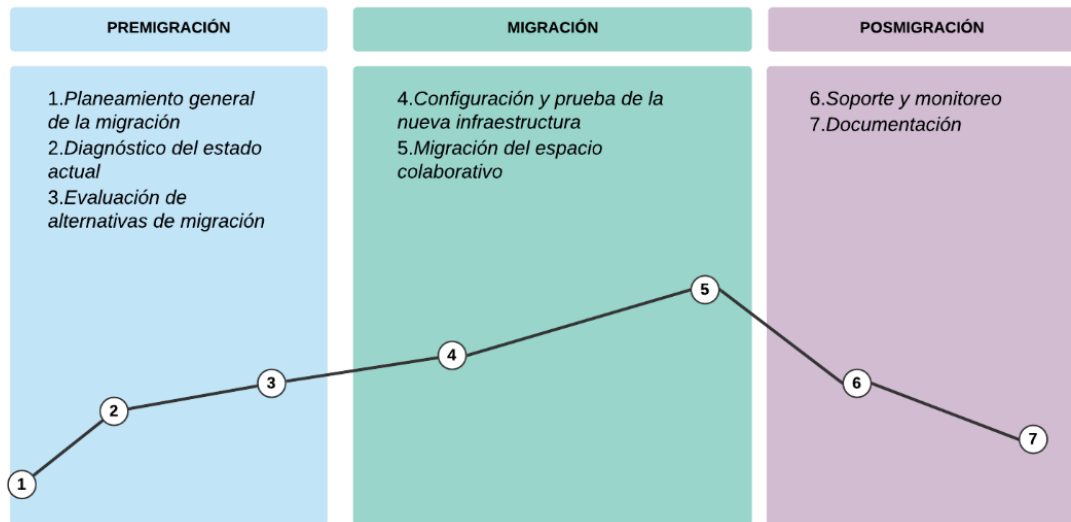 PREMIGRACIÓN
MIGRACIÓN
POSMIGRACIÓN
1.Planeamiento general
de la migración
2.Diagnóstico del estado
actual
3.Evaluación de
alternativas de migración
4.Configuración y prueba de la
nueva infraestructura
5.Migración del espacio
colaborativo
6.Soporte y monitoreo
7.Documentación
1
2
3
4
5
6
7